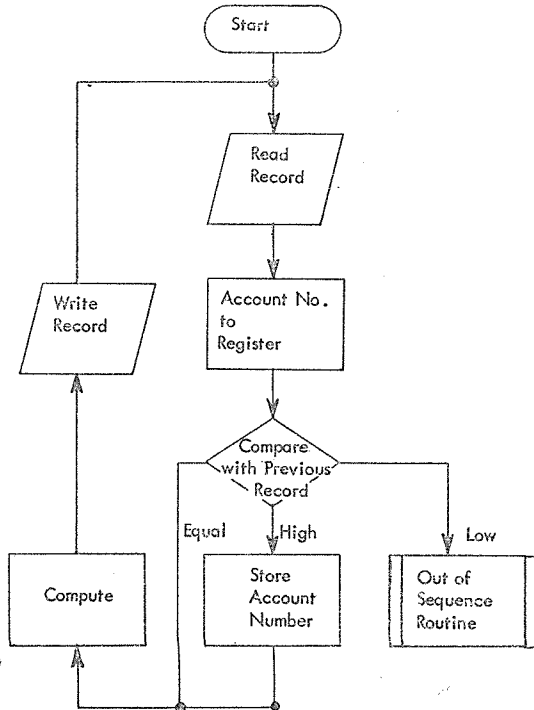 Start
Read
Record
Write
Record
Account No.
to
Register
Compare
with Previous
Record
Equal
High
Low
Compute
Store
Account
Number
Out of
Sequence
Routine